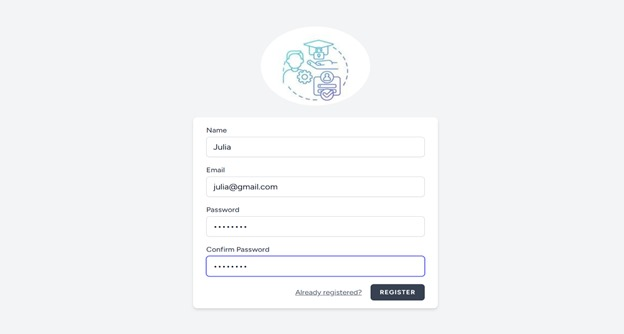 Name
Julia
Email
julia@gmail.com
Password
••••••••
Confirm Password
••••••••
Already registered? REGISTER